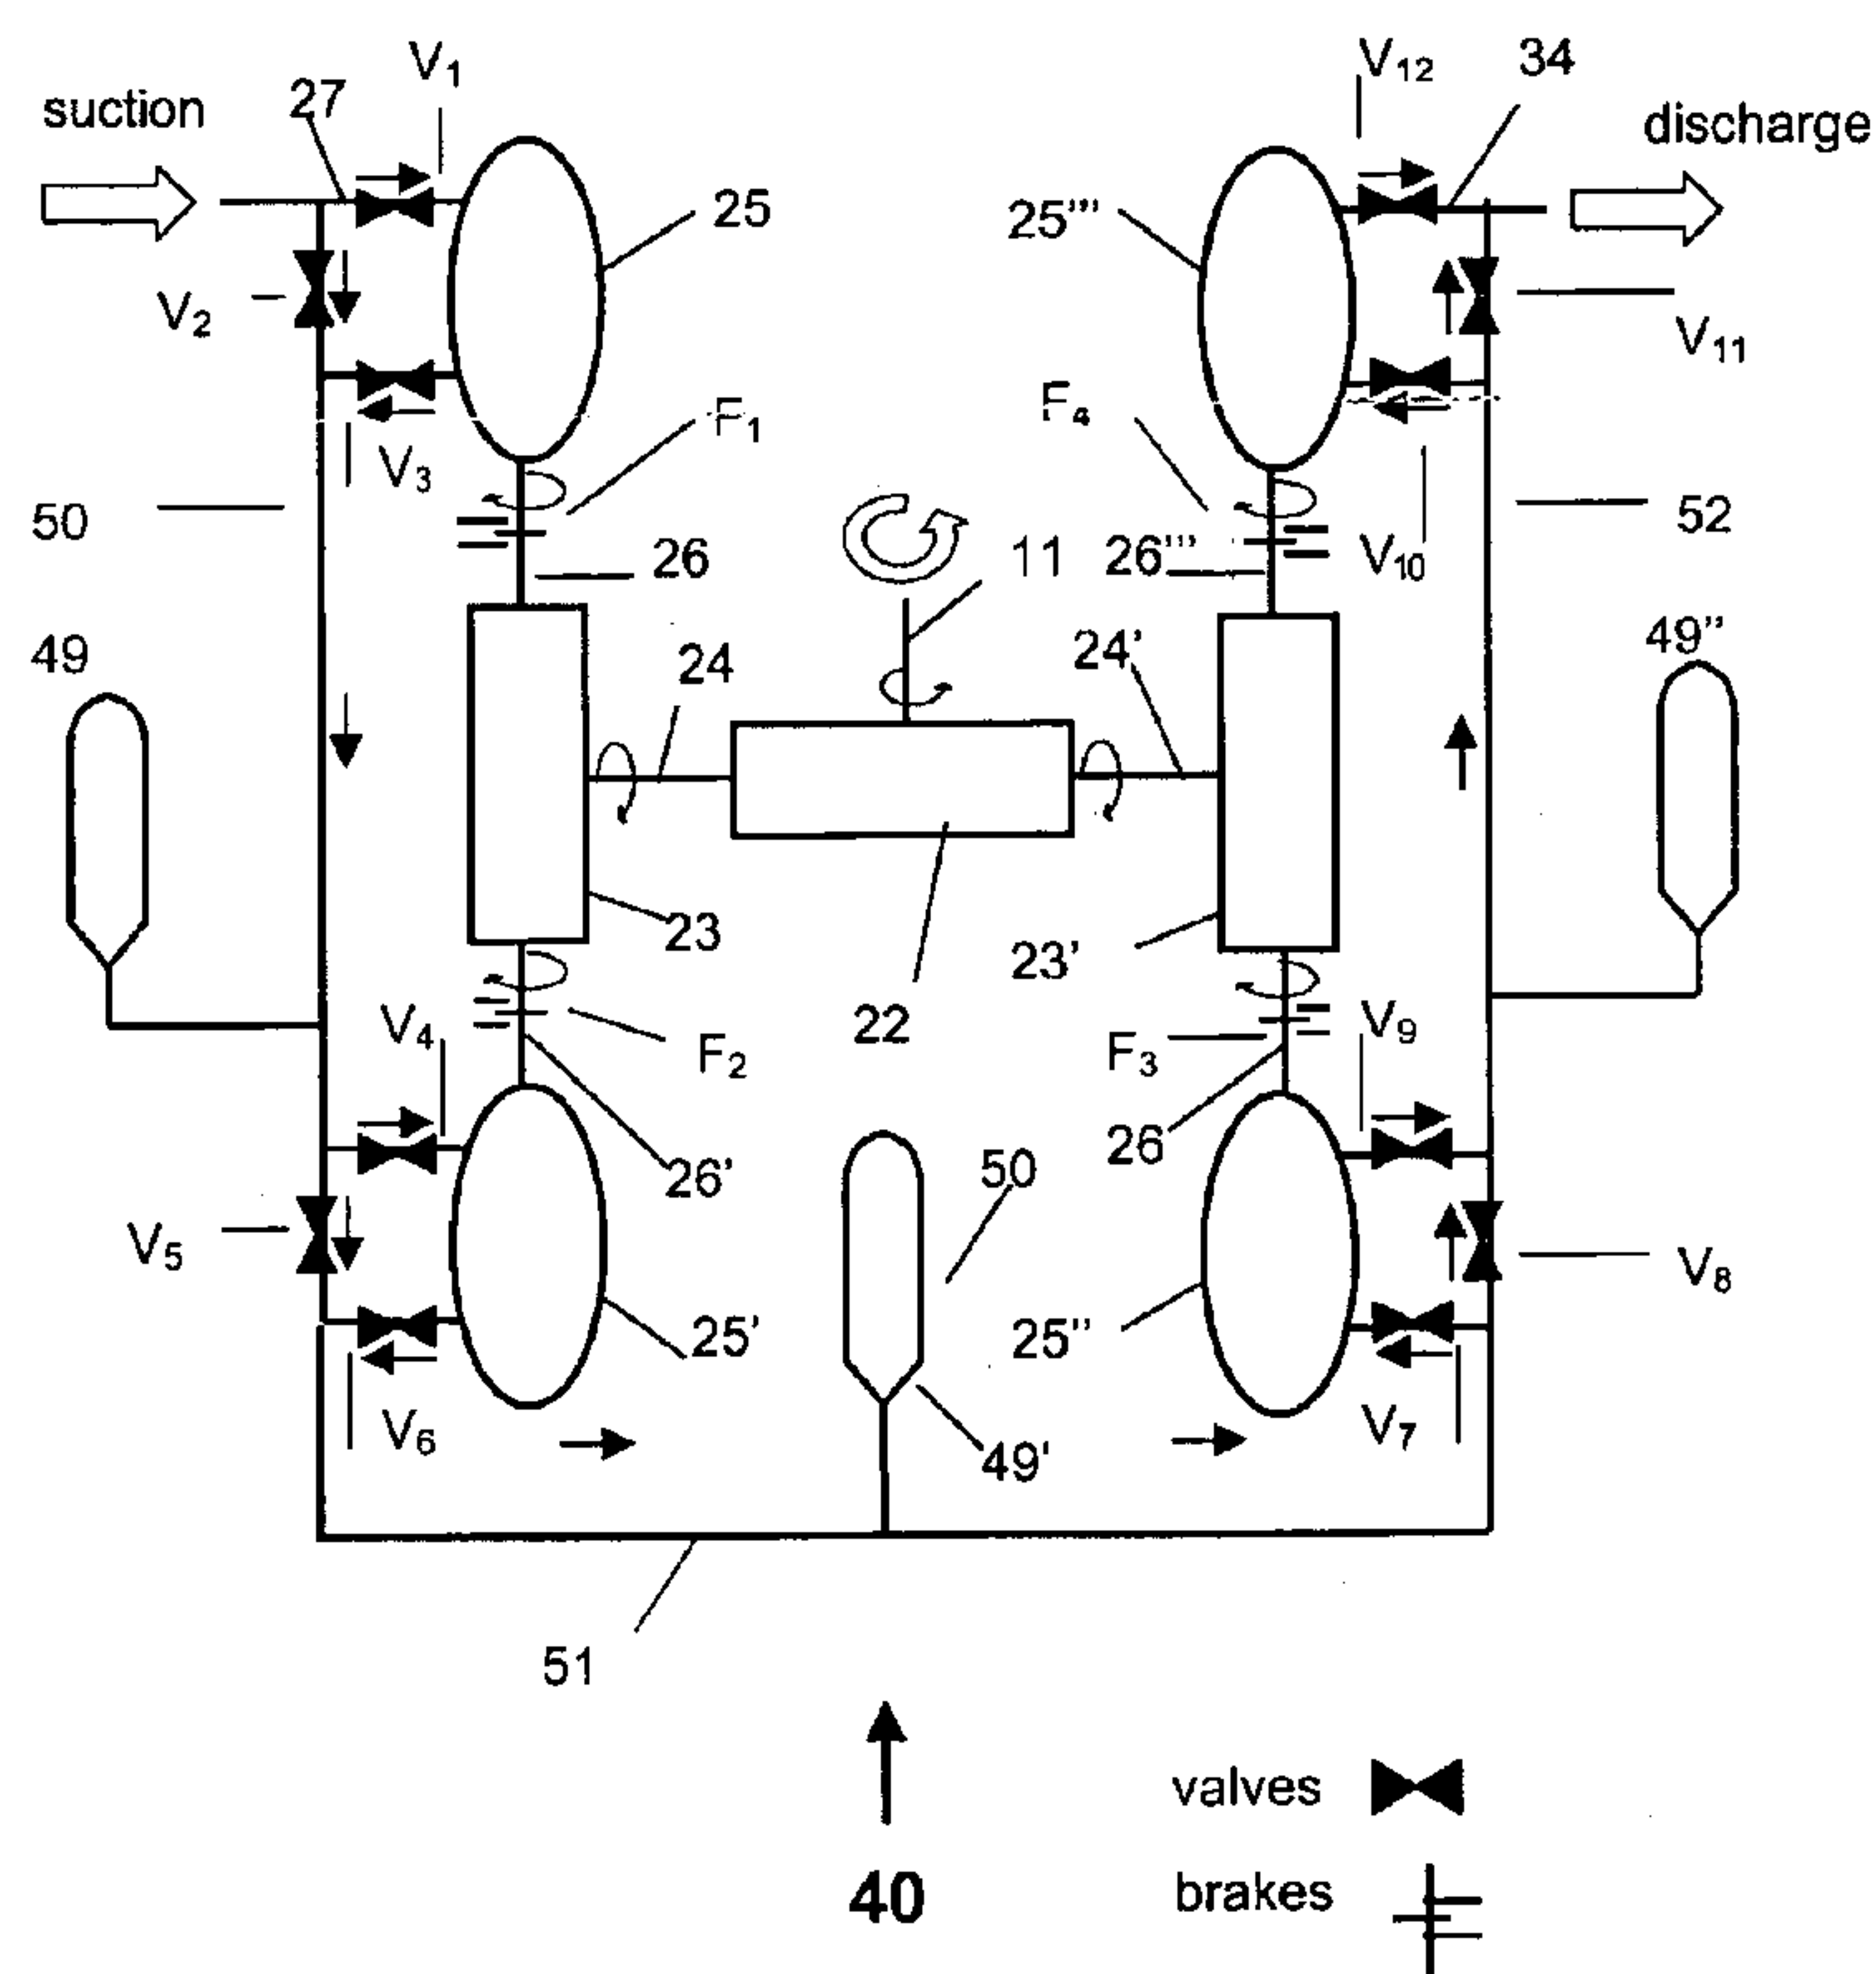 V1
V12
34
suction
27
discharge
25
25'''
V2
V11
F1
F4
V3
50
52
26
11
26'''
V10
49
24
24'
49''
23
23'
22
V4
V9
F2
F3
26'
50
26
V5
V8
25'
25''
V6
49'
V7
51
valves
40
brakes